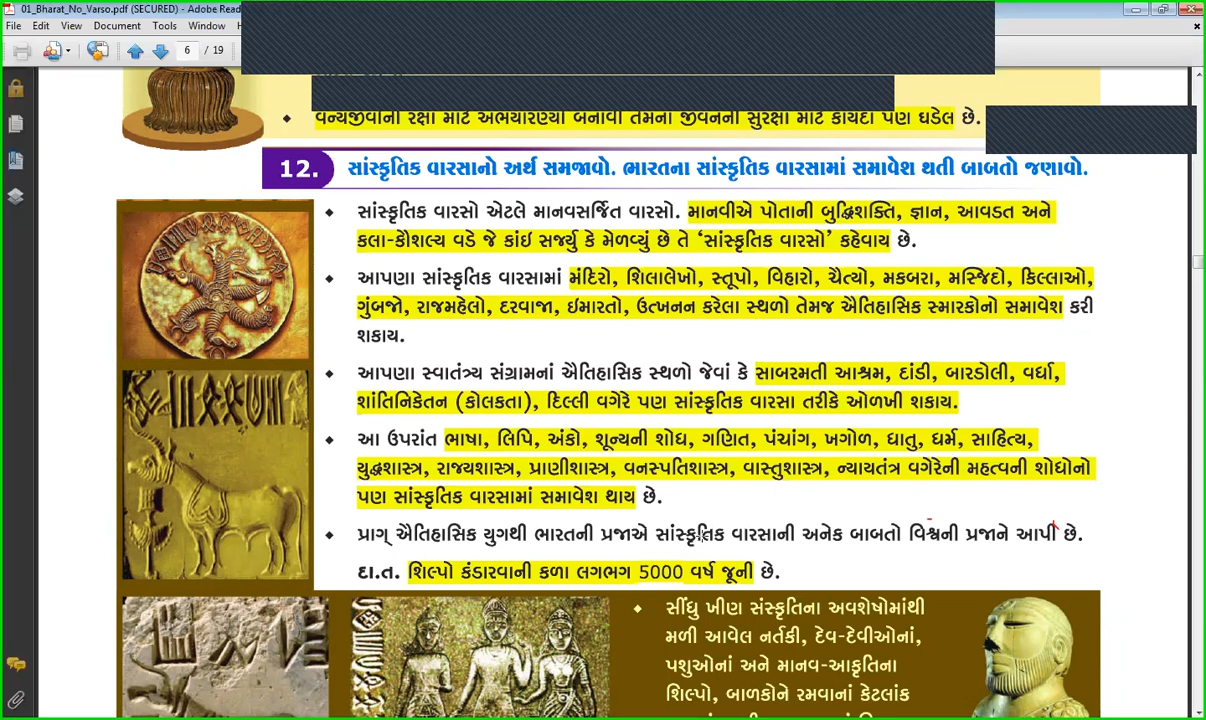 01_Bharat_No_Varso.pdf (SECURED) - Adobe Read
File Edit View Document Tools Window
6 / 19
વન્યજીવોની રક્ષા માટે અભયારણ્યો બનાવી તેમના જીવનની સુરક્ષા માટે કાયદા પણ ઘડેલ છે.
12. સાંસ્કૃતિક વારસાનો અર્થ સમજાવો. ભારતના સાંસ્કૃતિક વારસામાં સમાવેશ થતી બાબતો જણાવો.
સાંસ્કૃતિક વારસો એટલે માનવસર્જિત વારસો. માનવીએ પોતાની બુદ્ધિશક્તિ, જ્ઞાન, આવડત અને
કલા-કૌશલ્ય વડે જે કાંઇ સર્જ્યુ કે મેળવ્યું છે તે ‘સાંસ્કૃતિક વારસો’ કહેવાય છે.
આપણા સાંસ્કૃતિક વારસામાં મંદિરો, શિલાલેખો, સ્તૂપો, વિહારો, ચૈત્યો, મકબરા, મસ્જિદો, કિલ્લાઓ,
ગુંબજો, રાજમહેલો, દરવાજા, ઇમારતો, ઉત્ખનન કરેલા સ્થળો તેમજ ઐતિહાસિક સ્મારકોનો સમાવેશ કરી
શકાય.
આપણા સ્વાતંત્ર્ય સંગ્રામનાં ઐતિહાસિક સ્થળો જેવાં કે સાબરમતી આશ્રમ, દાંડી, બારડોલી, વર્ધા,
શાંતિનિકેતન (કોલકતા), દિલ્લી વગેરે પણ સાંસ્કૃતિક વારસા તરીકે ઓળખી શકાય.
આ ઉપરાંત ભાષા, લિપિ, અંકો, શૂન્યની શોધ, ગણિત, પંચાંગ, ખગોળ, ધાતુ, ધર્મ, સાહિત્ય,
યુદ્ધશાસ્ત્ર, રાજ્યશાસ્ત્ર, પ્રાણીશાસ્ત્ર, વનસ્પતિશાસ્ત્ર, વાસ્તુશાસ્ત્ર, ન્યાયતંત્ર વગેરેની મહત્વની શોધોનો
પણ સાંસ્કૃતિક વારસામાં સમાવેશ થાય છે.
પ્રાગ્ ઐતિહાસિક યુગથી ભારતની પ્રજાએ સાંસ્કૃતિક વારસાની અનેક બાબતો વિશ્વની પ્રજાને આપી છે.
દા.ત. શિલ્પો કંડારવાની કળા લગભગ 5000 વર્ષ જૂની છે.
સીંધુ ખીણ સંસ્કૃતિના અવશેષોમાંથી
મળી આવેલ નર્તકી, દેવ-દેવીઓનાં,
પશુઓનાં અને માનવ-આકૃતિના
શિલ્પો, બાળકોને રમવાનાં કેટલાંક